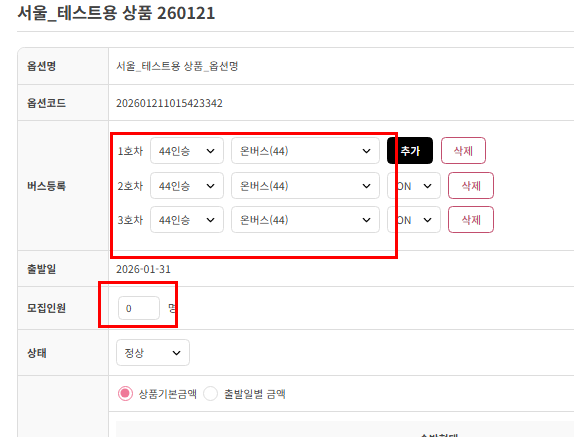 서울_테스트용 상품 260121
옵션명 서울_테스트용 상품_옵션명
옵션코드 202601211015423342
버스등록
1호차 44인승 온버스(44) 추가 삭제
2호차 44인승 온버스(44) ON 삭제
3호차 44인승 온버스(44) ON 삭제
출발일 2026-01-31
모집인원 0 명
상태 정상
상품기본금액 출발일별 금액